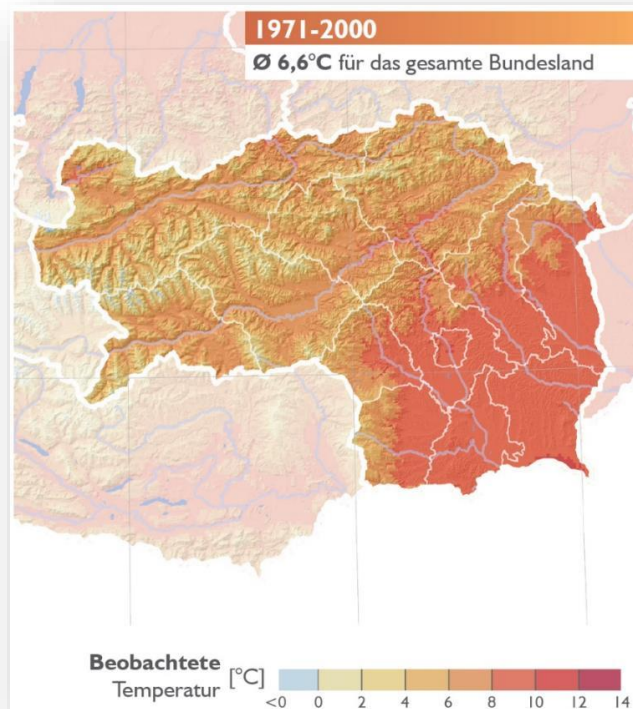 1971-2000
Ø 6,6°C für das gesamte Bundesland
Beobachtete
Temperatur [°C]
<0 0 2 4 6 8 10 12 14